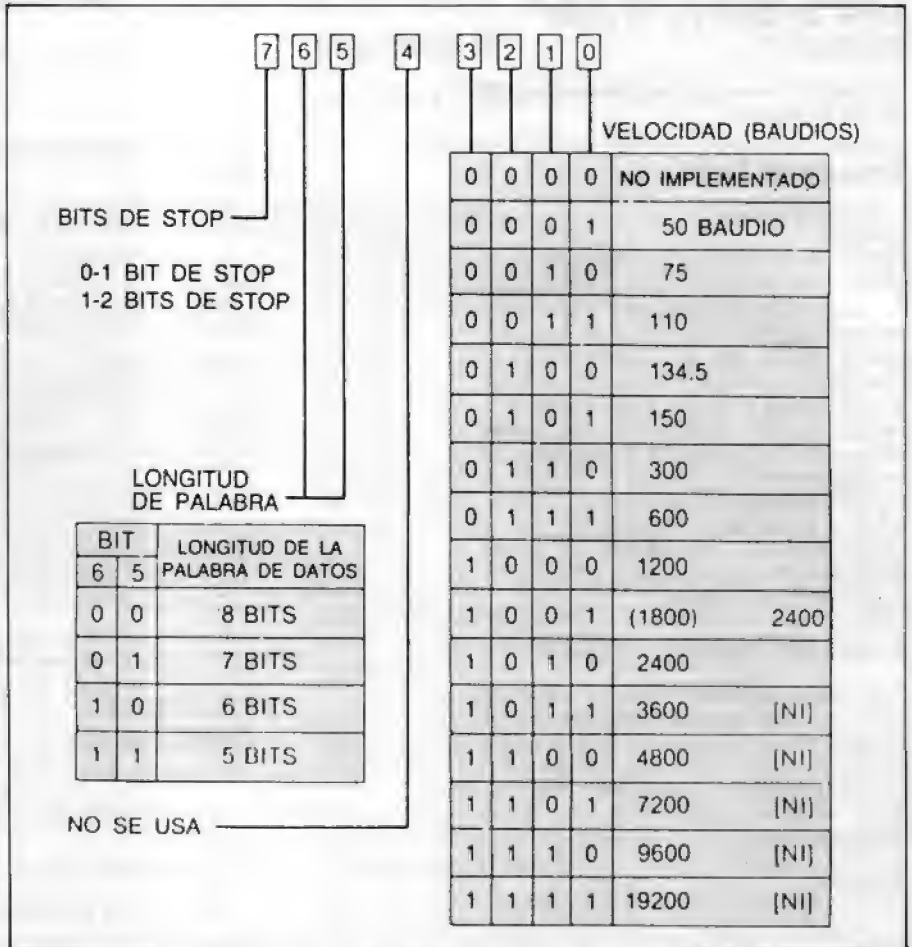 7 6 5 4 3 2 1 0
VELOCIDAD (BAUDIOS)
BITS DE STOP
0-1 BIT DE STOP
1-2 BITS DE STOP
LONGITUD
DE PALABRA
BIT LONGITUD DE LA
6 5 PALABRA DE DATOS
0 0 8 BITS
0 1 7 BITS
1 0 6 BITS
1 1 5 BITS
NO SE USA
0 0 0 0 NO IMPLEMENTADO
0 0 0 1 50 BAUDIO
0 0 1 0 75
0 0 1 1 110
0 1 0 0 134.5
0 1 0 1 150
0 1 1 0 300
0 1 1 1 600
1 0 0 0 1200
1 0 0 1 (1800) 2400
1 0 1 0 2400
1 0 1 1 3600 [NI]
1 1 0 0 4800 [NI]
1 1 0 1 7200 [NI]
1 1 1 0 9600 [NI]
1 1 1 1 19200 [NI]